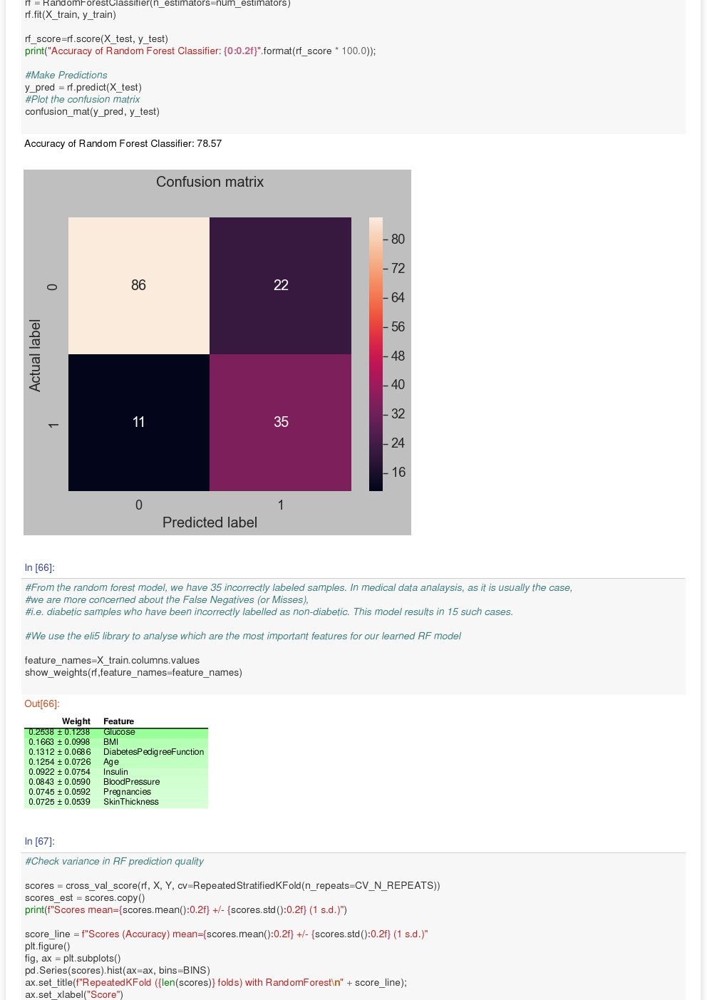 rf = RandomForestClassifier(n_estimators=num_estimators)
rf.fit(X_train, y_train)
rf_score=rf.score(X_test, y_test)
print("Accuracy of Random Forest Classifier: {0:0.2f}".format(rf_score * 100.0));
#Make Predictions
y_pred = rf.predict(X_test)
#Plot the confusion matrix
confusion_mat(y_pred, y_test)
Accuracy of Random Forest Classifier: 78.57
Confusion matrix
Actual label
0
1
86
22
11
35
0
1
Predicted label
80
72
64
56
48
40
32
24
16
In [66]:
#From the random forest model, we have 35 incorrectly labeled samples. In medical data analaysis, as it is usually the case,
#we are more concerned about the False Negatives (or Misses),
#i.e. diabetic samples who have been incorrectly labelled as non-diabetic. This model results in 15 such cases.
#We use the eli5 library to analyse which are the most important features for our learned RF model
feature_names=X_train.columns.values
show_weights(rf,feature_names=feature_names)
Out[66]:
Weight Feature
0.2538 ± 0.1238 Glucose
0.1663 ± 0.0998 BMI
0.1312 ± 0.0686 DiabetesPedigreeFunction
0.1254 ± 0.0726 Age
0.0922 ± 0.0754 Insulin
0.0843 ± 0.0590 BloodPressure
0.0745 ± 0.0592 Pregnancies
0.0725 ± 0.0539 SkinThickness
In [67]:
#Check variance in RF prediction quality
scores = cross_val_score(rf, X, Y, cv=RepeatedStratifiedKFold(n_repeats=CV_N_REPEATS))
scores_est = scores.copy()
print(f"Scores mean={scores.mean():0.2f} +/- {scores.std():0.2f} (1 s.d.)")
score_line = f"Scores (Accuracy) mean={scores.mean():0.2f} +/- {scores.std():0.2f} (1 s.d.)"
plt.figure()
fig, ax = plt.subplots()
pd.Series(scores).hist(ax=ax, bins=BINS)
ax.set_title(f"RepeatedKFold ({len(scores)} folds) with RandomForest\n" + score_line);
ax.set_xlabel("Score")